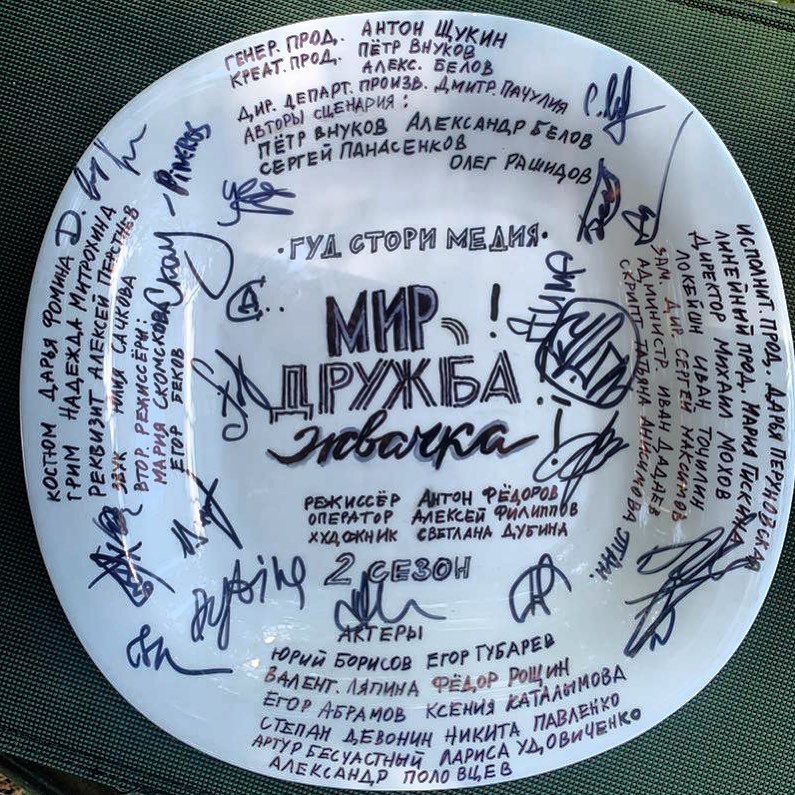 ГЕНЕР. ПРОД. АНТОН ЩУКИН
КРЕАТ. ПРОД. ПЁТР ВНУКОВ
АЛЕКС. БЕЛОВ
ДИР. ДЕПАРТ. ПРОИЗВ. ДМИТР. ПАЧУЛИЯ
АВТОРЫ СЦЕНАРИЯ:
ПЁТР ВНУКОВ АЛЕКСАНДР БЕЛОВ
СЕРГЕЙ ПАНАСЕНКОВ
ОЛЕГ РАШИДОВ
КОСТЮМ ДАРЬЯ ФОМИНА
ГРИМ НАДЕЖДА МИТРОХИНА
РЕКВИЗИТ АЛЕКСЕЙ
ЗВУК ЮЛИЯ САЧКОВА
ВТОР. РЕЖИССЁРЫ:
МАРИЯ СКОМСКОВА
ЕГОР БЕКОВ
·ГУД СТОРИ МЕДИЯ·
МИР, !
ДРУЖБА
жвачка
РЕЖИССЁР АНТОН ФЁДОРОВ
ОПЕРАТОР АЛЕКСЕЙ ФИЛИППОВ
ХУДОЖНИК СВЕТЛАНА ДУБИНА
2 СЕЗОН
ИСПОЛНИТ. ПРОД. ДАРЬЯ
ЛИНЕЙНЫЙ ПРОД. МАРИЯ
ДИРЕКТОР МИХАИЛ МОХОВ
ЛОКЕЙШН ИВАН ТОЧИЛИН
ЗАМ. ДИР. СЕРГЕЙ МАКСИМОВ
АДМИНИСТР. ИВАН ДАДАЕВ
СКРИПТ ТАТЬЯНА АНИСИМОВА
АКТЕРЫ
ЮРИЙ БОРИСОВ ЕГОР ГУБАРЕВ
ВАЛЕНТ. ЛЯПИНА ФЁДОР РОЩИН
ЕГОР АБРАМОВ КСЕНИЯ КАТАЛЫМОВА
СТЕПАН ДЕВОНИН НИКИТА ПАВЛЕНКО
АРТУР БЕСЧАСТНЫЙ ЛАРИСА УДОВИЧЕНКО
АЛЕКСАНДР ПОЛОВЦЕВ